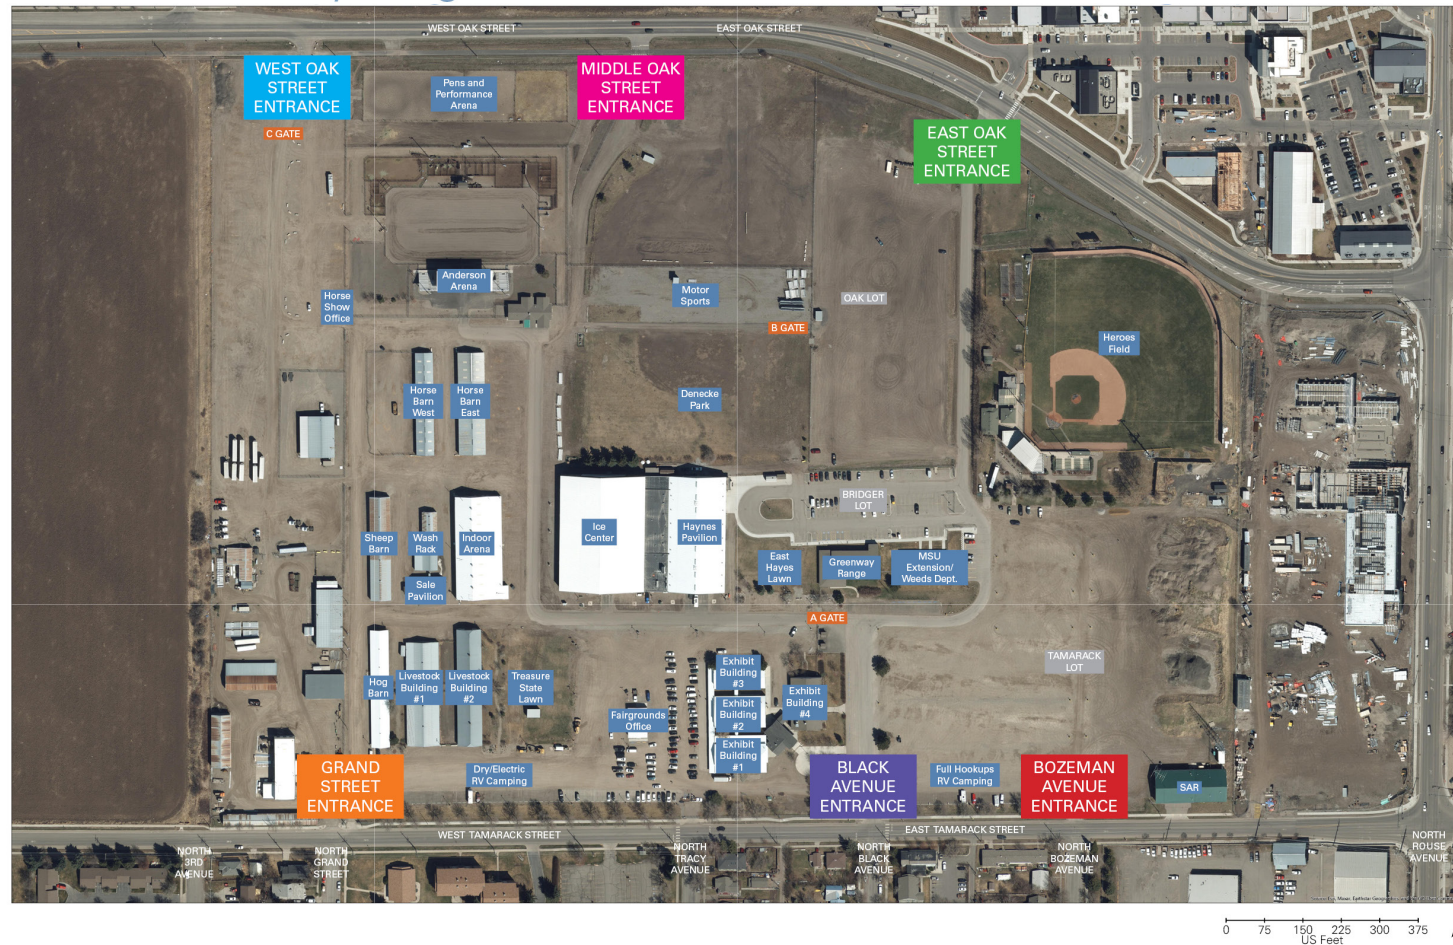 WEST OAK STREET
EAST OAK STREET
WEST OAK
STREET
ENTRANCE
MIDDLE OAK
STREET
ENTRANCE
Pens and
Performance
Arena
C GATE
EAST OAK
STREET
ENTRANCE
Anderson
Arena
Horse
Show
Office
Motor
Sports
OAK LOT
B GATE
Heroes
Field
Horse
Barn
West
Horse
Barn
East
Denecke
Park
BRIDGER
LOT
Sheep
Barn
Wash
Rack
Indoor
Arena
Ice
Center
Haynes
Pavilion
East
Hayes
Lawn
Greenway
Range
MSU
Extension/
Weeds Dept.
Sale
Pavilion
A GATE
TAMARACK
LOT
Hog
Barn
Livestock
Building
#1
Livestock
Building
#2
Treasure
State
Lawn
Exhibit
Building
#3
Exhibit
Building
#2
Exhibit
Building
#1
Exhibit
Building
#4
Fairgrounds
Office
GRAND
STREET
ENTRANCE
Dry/Electric
RV Camping
BLACK
AVENUE
ENTRANCE
Full Hookups
RV Camping
BOZEMAN
AVENUE
ENTRANCE
SAR
WEST TAMARACK STREET
EAST TAMARACK STREET
NORTH
3RD
AVENUE
NORTH
GRAND
STREET
NORTH
TRACY
AVENUE
NORTH
BLACK
AVENUE
NORTH
BOZEMAN
AVENUE
NORTH
ROUSE
AVENUE
0 75 150 225 300 375
US Feet